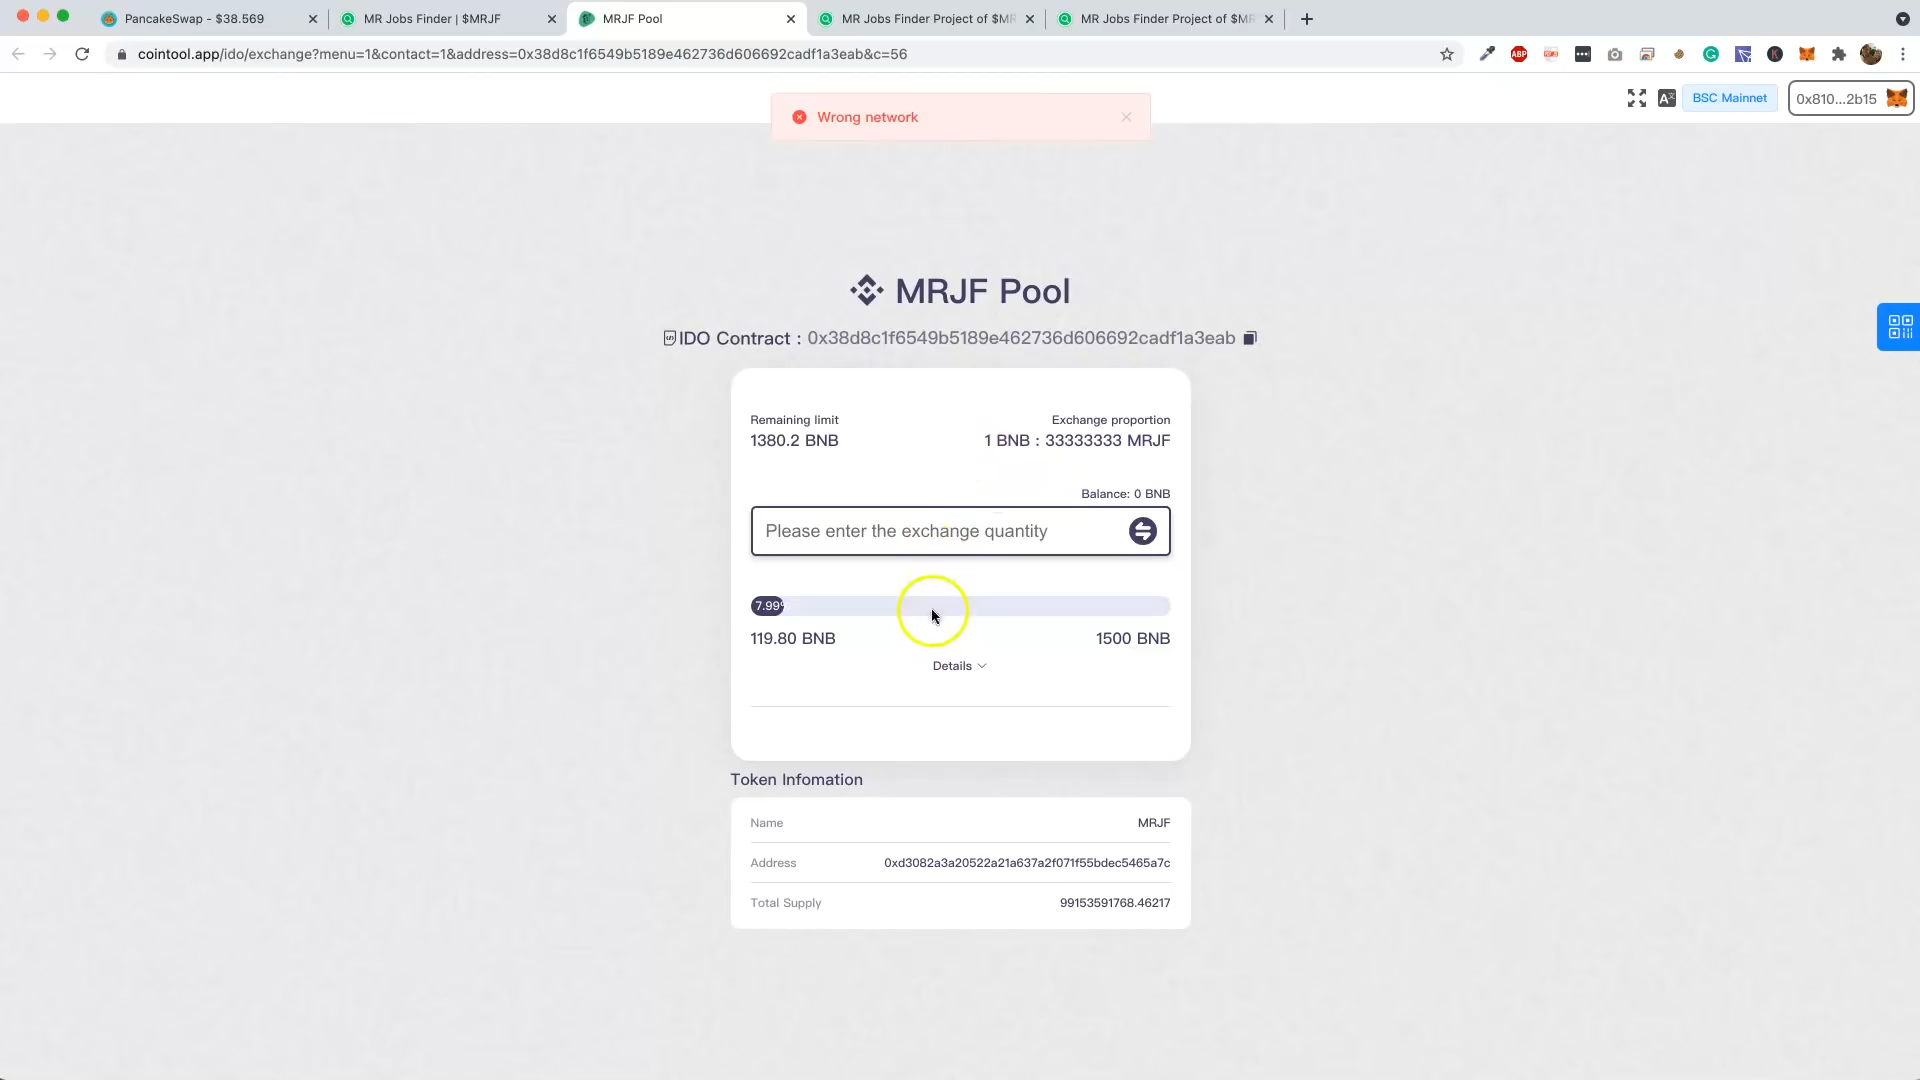 PancakeSwap - $38.569
MR Jobs Finder | $MRJF
MRJF Pool
MR Jobs Finder Project of $MR
MR Jobs Finder Project of $MR
cointool.app/ido/exchange?menu=1&contact=1&address=0x38d8c1f6549b5189e462736d606692cadf1a3eab&c=56
ABP
Wrong network
BSC Mainnet
0x810...2b15
MRJF Pool
IDO Contract : 0x38d8c1f6549b5189e462736d606692cadf1a3eab
Remaining limit
Exchange proportion
1380.2 BNB
1 BNB : 33333333 MRJF
Balance: 0 BNB
Please enter the exchange quantity
7.99%
119.80 BNB
1500 BNB
Details
Token Infomation
Name
MRJF
Address
0xd3082a3a20522a21a637a2f071f55bdec5465a7c
Total Supply
99153591768.46217